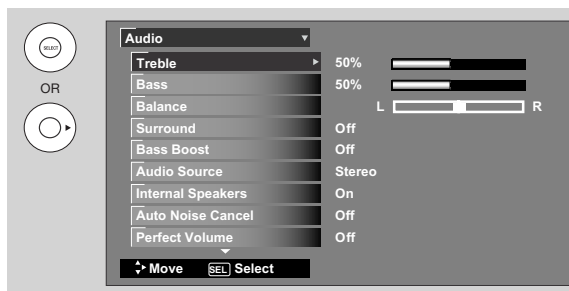 SELECT
OR
Audio
Treble 50%
Bass 50%
Balance L R
Surround Off
Bass Boost Off
Audio Source Stereo
Internal Speakers On
Auto Noise Cancel Off
Perfect Volume Off
Move SEL Select